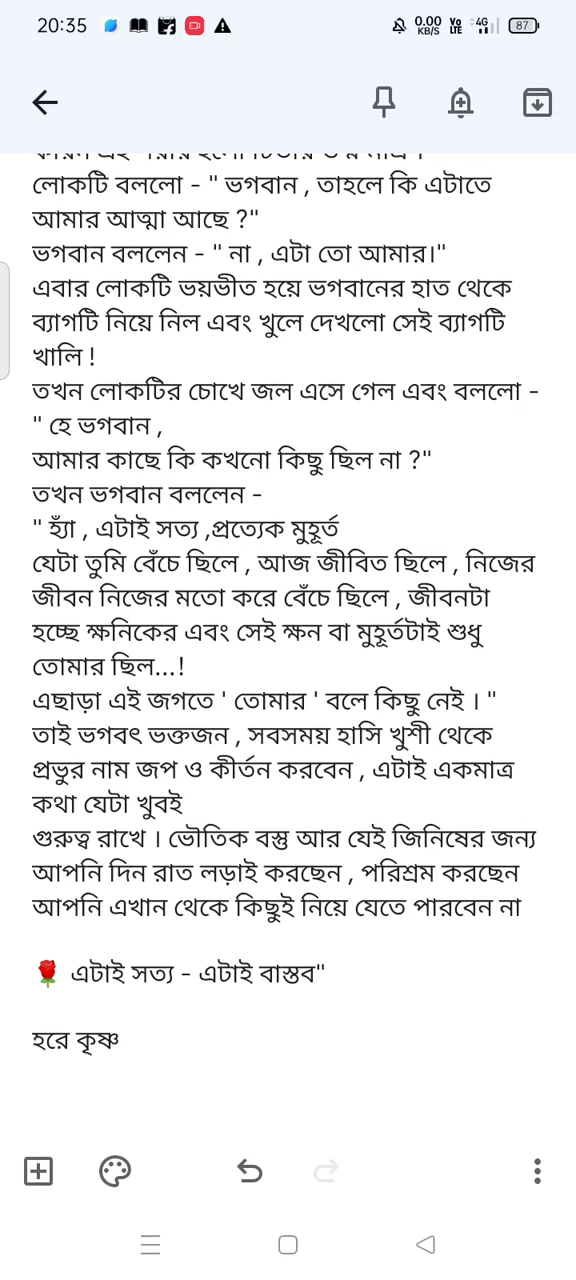 20:35
0.00
KB/S
Vo
LTE
4G
87
লোকটি বললো - " ভগবান , তাহলে কি এটাতে
আমার আত্মা আছে ?"
ভগবান বললেন - " না , এটা তো আমার।"
এবার লোকটি ভয়ভীত হয়ে ভগবানের হাত থেকে
ব্যাগটি নিয়ে নিল এবং খুলে দেখলো সেই ব্যাগটি
খালি !
তখন লোকটির চোখে জল এসে গেল এবং বললো -
" হে ভগবান ,
আমার কাছে কি কখনো কিছু ছিল না ?"
তখন ভগবান বললেন -
" হ্যাঁ , এটাই সত্য ,প্রত্যেক মুহূর্ত
যেটা তুমি বেঁচে ছিলে , আজ জীবিত ছিলে , নিজের
জীবন নিজের মতো করে বেঁচে ছিলে , জীবনটা
হচ্ছে ক্ষনিকের এবং সেই ক্ষন বা মুহূর্তটাই শুধু
তোমার ছিল...!
এছাড়া এই জগতে ' তোমার ' বলে কিছু নেই । "
তাই ভগবৎ ভক্তজন , সবসময় হাসি খুশী থেকে
প্রভুর নাম জপ ও কীর্তন করবেন , এটাই একমাত্র
কথা যেটা খুবই
গুরুত্ব রাখে । ভৌতিক বস্তু আর যেই জিনিষের জন্য
আপনি দিন রাত লড়াই করছেন , পরিশ্রম করছেন
আপনি এখান থেকে কিছুই নিয়ে যেতে পারবেন না
🌹 এটাই সত্য - এটাই বাস্তব"
হরে কৃষ্ণ